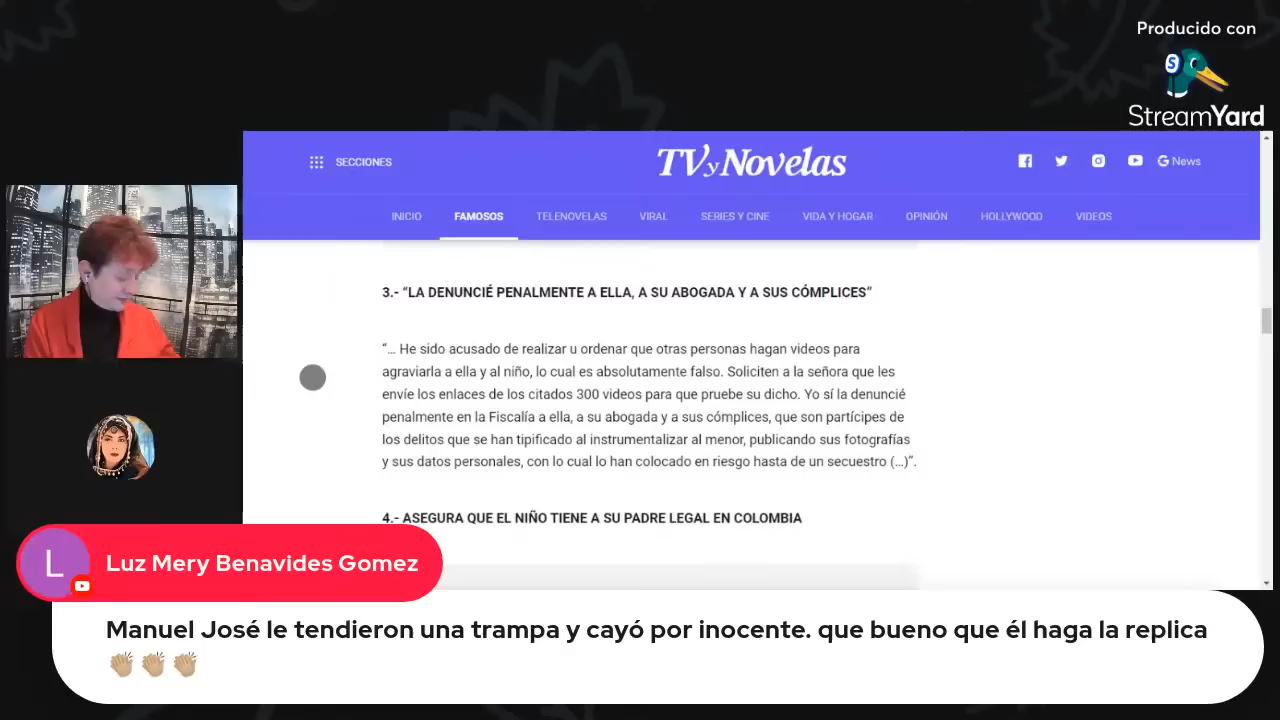 Producido con
StreamYard
SECCIONES
TVyNovelas
G News
INICIO FAMOSOS TELENOVELAS VIRAL SERIES Y CINE VIDA Y HOGAR OPINIÓN HOLLYWOOD VIDEOS
3.- “LA DENUNCIÉ PENALMENTE A ELLA, A SU ABOGADA Y A SUS CÓMPLICES”
“... He sido acusado de realizar u ordenar que otras personas hagan videos para
agraviarla a ella y al niño, lo cual es absolutamente falso. Soliciten a la señora que les
envíe los enlaces de los citados 300 videos para que pruebe su dicho. Yo sí la denuncié
penalmente en la Fiscalía a ella, a su abogada y a sus cómplices, que son partícipes de
los delitos que se han tipificado al instrumentalizar al menor, publicando sus fotografías
y sus datos personales, con lo cual lo han colocado en riesgo hasta de un secuestro (...)”.
4.- ASEGURA QUE EL NIÑO TIENE A SU PADRE LEGAL EN COLOMBIA
L
Luz Mery Benavides Gomez
Manuel José le tendieron una trampa y cayó por inocente. que bueno que él haga la replica
👏🏼 👏🏼 👏🏼